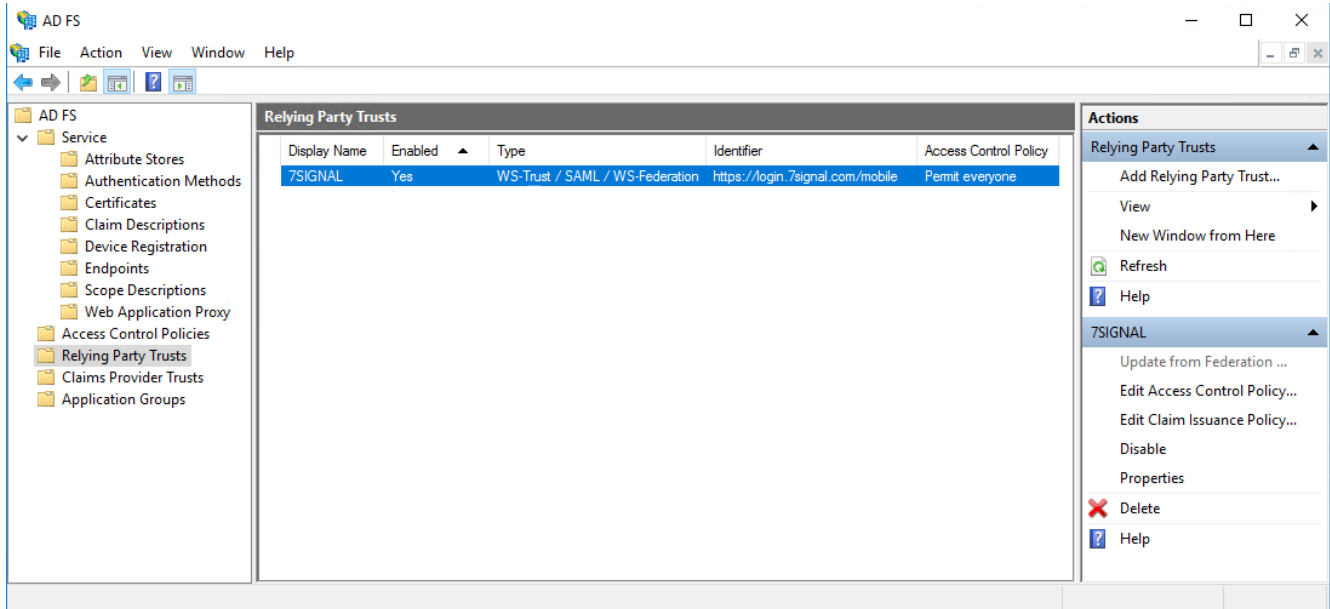 AD FS
File Action View Window Help
AD FS
Service
Attribute Stores
Authentication Methods
Certificates
Claim Descriptions
Device Registration
Endpoints
Scope Descriptions
Web Application Proxy
Access Control Policies
Relying Party Trusts
Claims Provider Trusts
Application Groups
Relying Party Trusts
Display Name Enabled Type Identifier Access Control Policy
7SIGNAL Yes WS-Trust / SAML / WS-Federation https://login.7signal.com/mobile Permit everyone
Actions
Relying Party Trusts
Add Relying Party Trust...
View
New Window from Here
Refresh
Help
7SIGNAL
Update from Federation ...
Edit Access Control Policy...
Edit Claim Issuance Policy...
Disable
Properties
Delete
Help